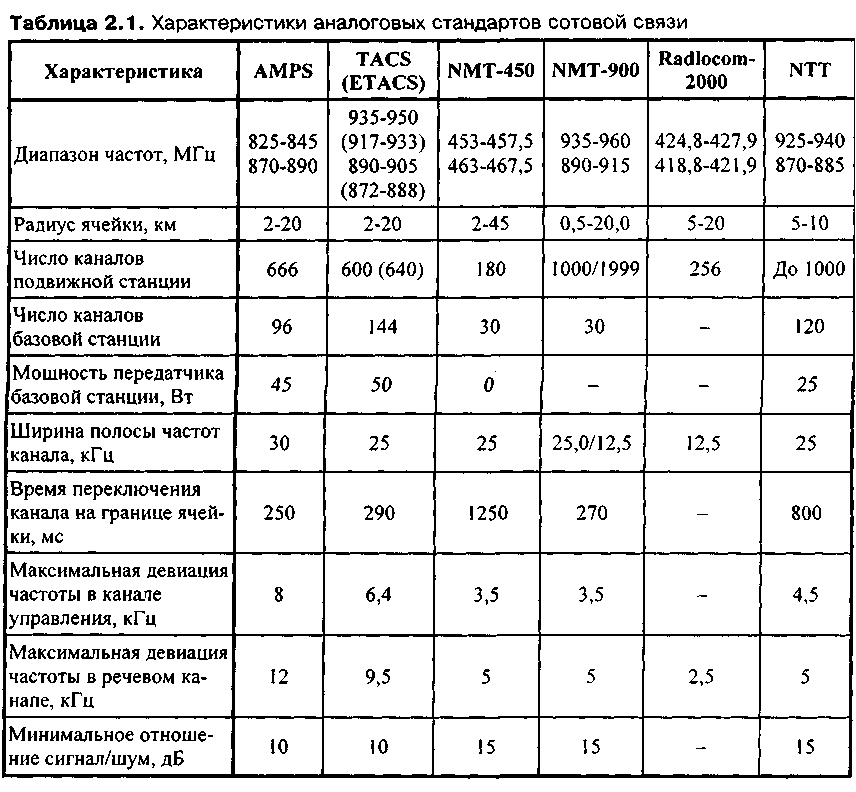 Таблица 2.1. Характеристики аналоговых стандартов сотовой связи
Характеристика AMPS TACS (ETACS) NMT-450 NMT-900 Radlocom-2000 NTT
Диапазон частот, МГц 825-845 870-890 935-950 (917-933) 890-905 (872-888) 453-457,5 463-467,5 935-960 890-915 424,8-427,9 418,8-421,9 925-940 870-885
Радиус ячейки, км 2-20 2-20 2-45 0,5-20,0 5-20 5-10
Число каналов подвижной станции 666 600 (640) 180 1000/1999 256 До 1000
Число каналов базовой станции 96 144 30 30 – 120
Мощность передатчика базовой станции, Вт 45 50 0 – – 25
Ширина полосы частот канала, кГц 30 25 25 25,0/12,5 12,5 25
Время переключения канала на границе ячей-ки, мс 250 290 1250 270 – 800
Максимальная девиация частоты в канале управления, кГц 8 6,4 3,5 3,5 – 4,5
Максимальная девиация частоты в речевом ка-напе, кГц 12 9,5 5 5 2,5 5
Минимальное отноше-ние сигнал/шум, дБ 10 10 15 15 – 15